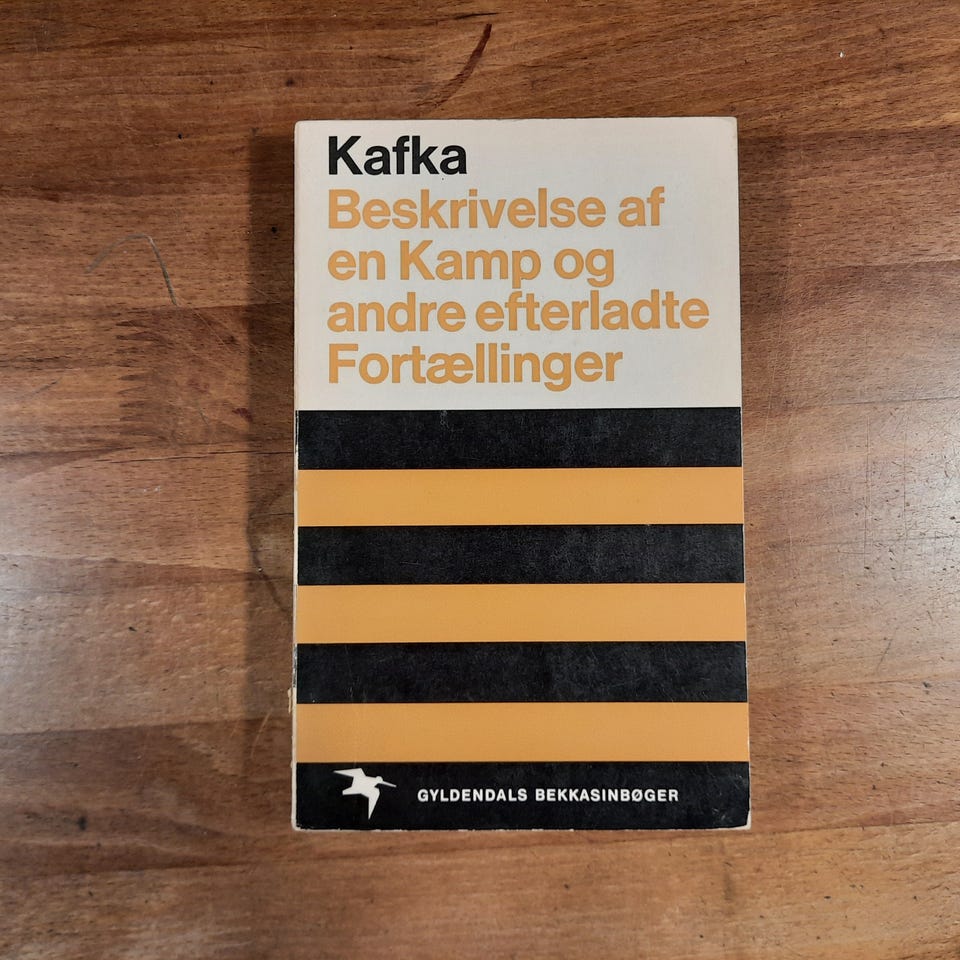 Kafka
Beskrivelse af
en Kamp og
andre efterladte
Fortællinger
GYLDENDALS BEKKASINBØGER